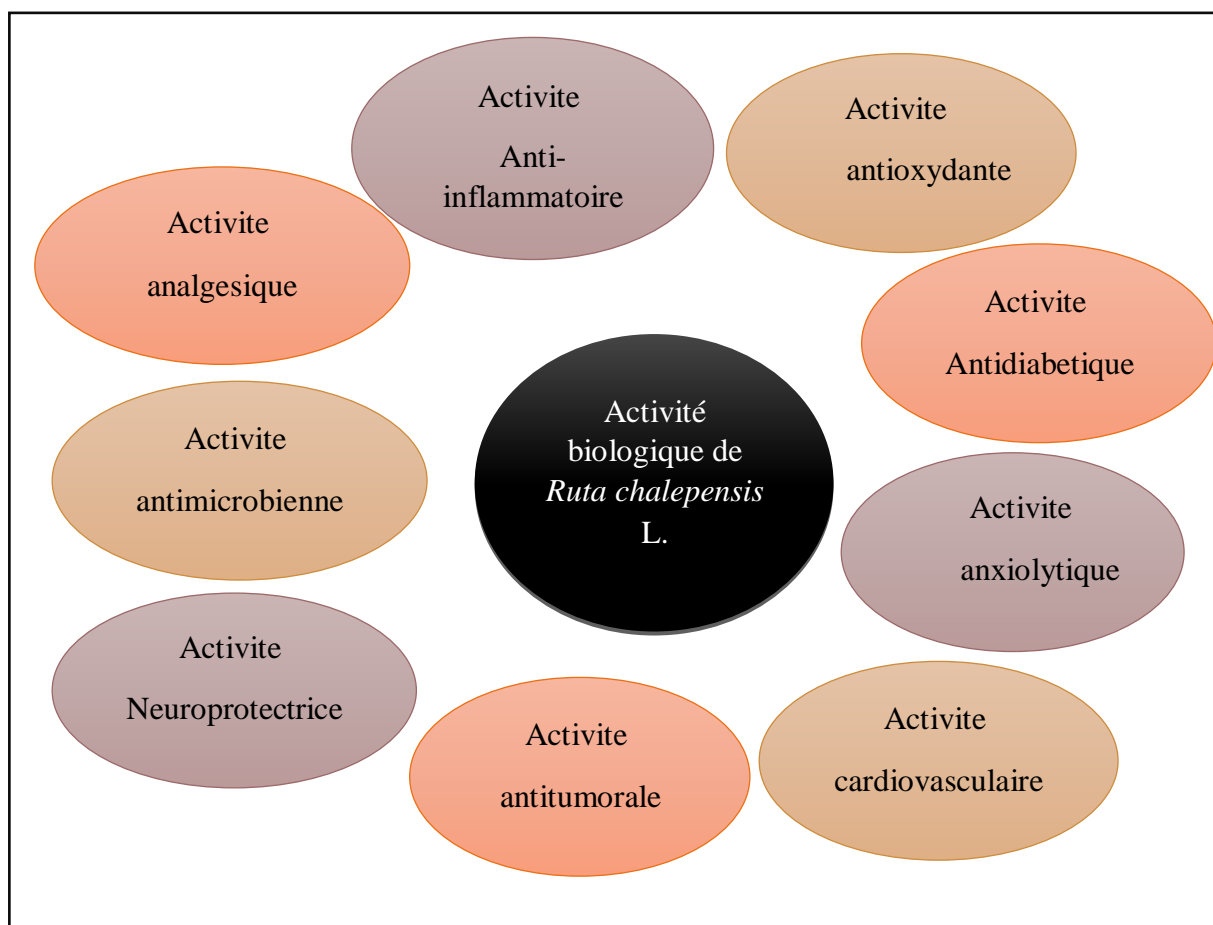 Activite
Anti-
inflammatoire
Activite
antioxydante
Activite
analgesique
Activite
Antidiabetique
Activité
biologique de
Ruta chalepensis
L.
Activite
antimicrobienne
Activite
anxiolytique
Activite
Neuroprotectrice
Activite
antitumorale
Activite
cardiovasculaire